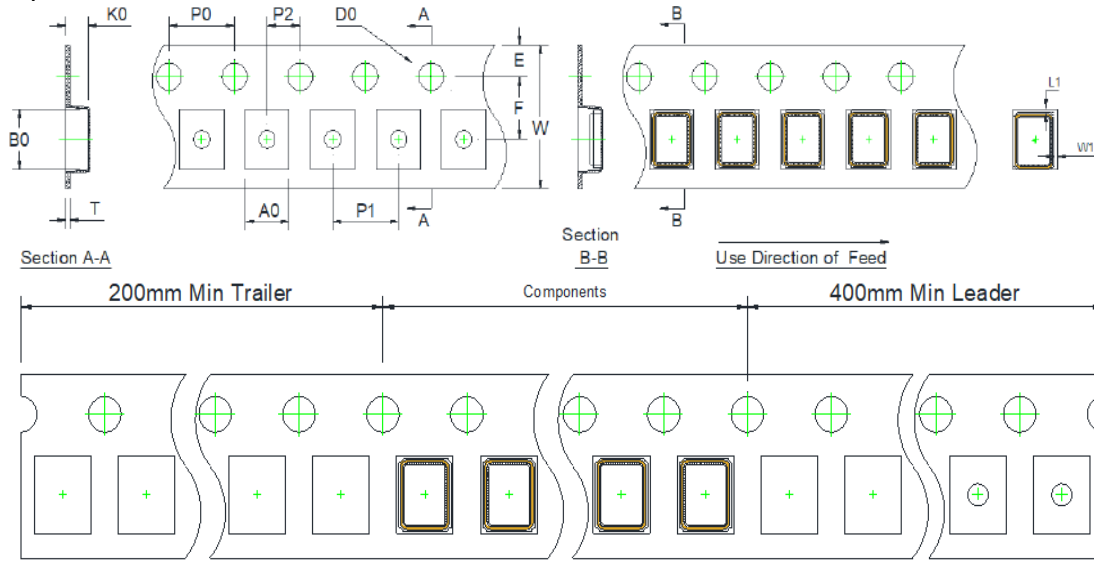 K0
P0
P2
D0
A
B
E
F
W
L1
B0
W1
T
A0
P1
A
B
Section A-A
Section
B-B
Use Direction of Feed
200mm Min Trailer
Components
400mm Min Leader